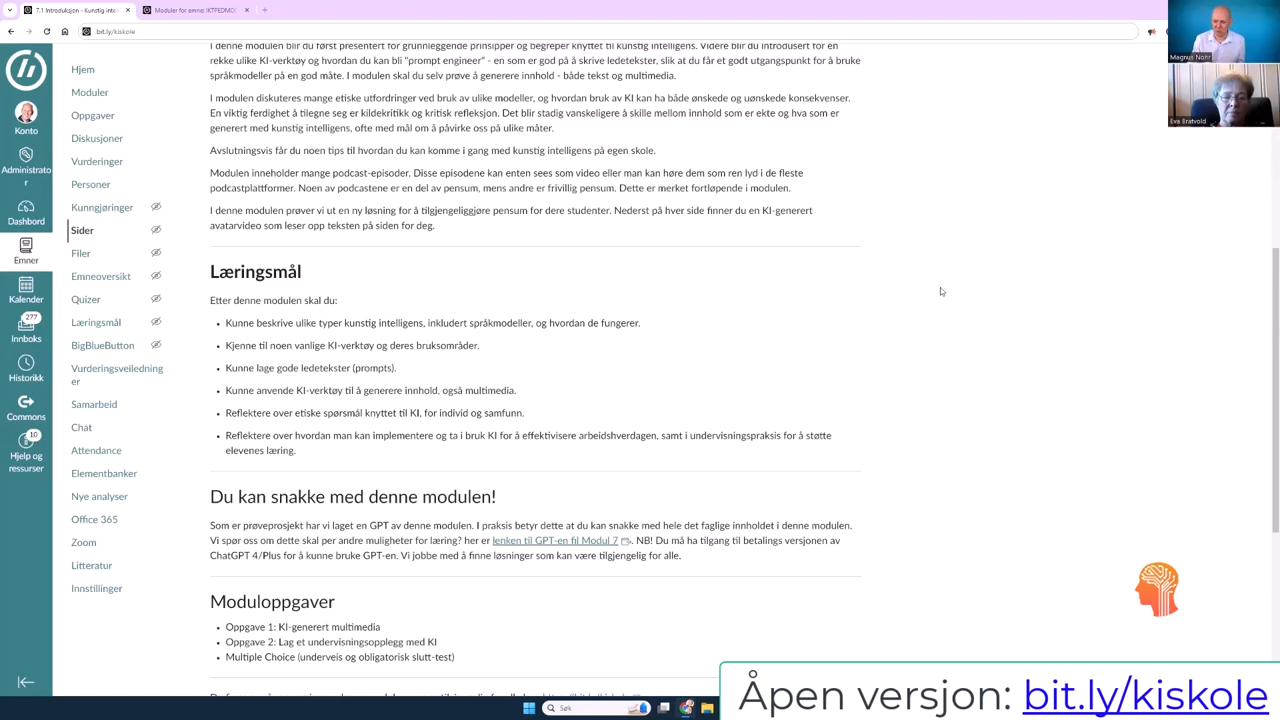 7.1 Introduksjon - Kunstig inte
Moduler for emne: IKTPEDMO
bit.ly/kiskole
Magnus Nohr
Eva Bratvold
Konto
Administrato
r
Dashbord
Emner
Kalender
277
Innboks
Historikk
Commons
10
Hjelp og
ressurser
Hjem
Moduler
Oppgaver
Diskusjoner
Vurderinger
Personer
Kunngjøringer
Sider
Filer
Emneoversikt
Quizer
Læringsmål
BigBlueButton
Vurderingsveiledning
er
Samarbeid
Chat
Attendance
Elementbanker
Nye analyser
Office 365
Zoom
Litteratur
Innstillinger
I denne modulen blir du først presentert for grunnleggende prinsipper og begreper knyttet til kunstig intelligens. Videre blir du introdusert for en
rekke ulike KI-verktøy og hvordan du kan bli "prompt engineer" - en som er god på å skrive ledetekster, slik at du får et godt utgangspunkt for å bruke
språkmodeller på en god måte. I modulen skal du selv prøve å generere innhold - både tekst og multimedia.
I modulen diskuteres mange etiske utfordringer ved bruk av ulike modeller, og hvordan bruk av KI kan ha både ønskede og uønskede konsekvenser.
En viktig ferdighet å tilegne seg er kildekritikk og kritisk refleksjon. Det blir stadig vanskeligere å skille mellom innhold som er ekte og hva som er
generert med kunstig intelligens, ofte med mål om å påvirke oss på ulike måter.
Avslutningsvis får du noen tips til hvordan du kan komme i gang med kunstig intelligens på egen skole.
Modulen inneholder mange podcast-episoder. Disse episodene kan enten sees som video eller man kan høre dem som ren lyd i de fleste
podcastplattformer. Noen av podcastene er en del av pensum, mens andre er frivillig pensum. Dette er merket fortløpende i modulen.
I denne modulen prøver vi ut en ny løsning for å tilgjengeliggjøre pensum for dere studenter. Nederst på hver side finner du en KI-generert
avatarvideo som leser opp teksten på siden for deg.
Læringsmål
Etter denne modulen skal du:
Kunne beskrive ulike typer kunstig intelligens, inkludert språkmodeller, og hvordan de fungerer.
Kjenne til noen vanlige KI-verktøy og deres bruksområder.
Kunne lage gode ledetekster (prompts).
Kunne anvende KI-verktøy til å generere innhold, også multimedia.
Reflektere over etiske spørsmål knyttet til KI, for individ og samfunn.
Reflektere over hvordan man kan implementere og ta i bruk KI for å effektivisere arbeidshverdagen, samt i undervisningspraksis for å støtte
elevenes læring.
Du kan snakke med denne modulen!
Som er prøveprosjekt har vi laget en GPT av denne modulen. I praksis betyr dette at du kan snakke med hele det faglige innholdet i denne modulen.
Vi spør oss om dette skal per andre muligheter for læring? her er lenken til GPT-en fil Modul 7. NB! Du må ha tilgang til betalings versjonen av
ChatGPT 4/Plus for å kunne bruke GPT-en. Vi jobbe med å finne løsninger som kan være tilgjengelig for alle.
Moduloppgaver
Oppgave 1: KI-generert multimedia
Oppgave 2: Lag et undervisningsopplegg med KI
Multiple Choice (underveis og obligatorisk slutt-test)
Søk
Åpen versjon: bit.ly/kiskole